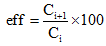 eff = C_{i+1} / C_i × 100